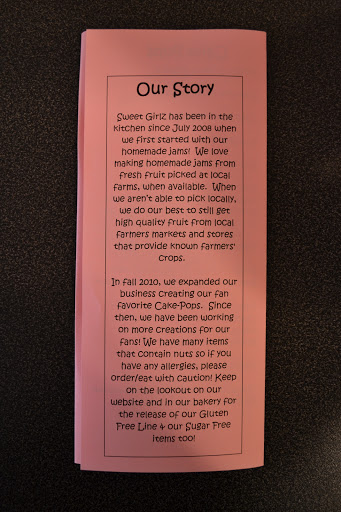 Our Story
Sweet Girlz has been in the
kitchen since July 2008 when
we first started with our
homemade jams!  We love
making homemade jams from
fresh fruit picked at local
farms, when available.  When
we aren't able to pick locally,
we do our best to still get
high quality fruit from local
farmers markets and stores
that provide known farmers'
crops.
In fall 2010, we expanded our
business creating our fan
favorite Cake-Pops.  Since
then, we have been working
on more creations for our
fans! We have many items
that contain nuts so if you
have any allergies, please
order/eat with caution! Keep
on the lookout on our
website and in our bakery for
the release of our Gluten
Free Line & our Sugar Free
items too!